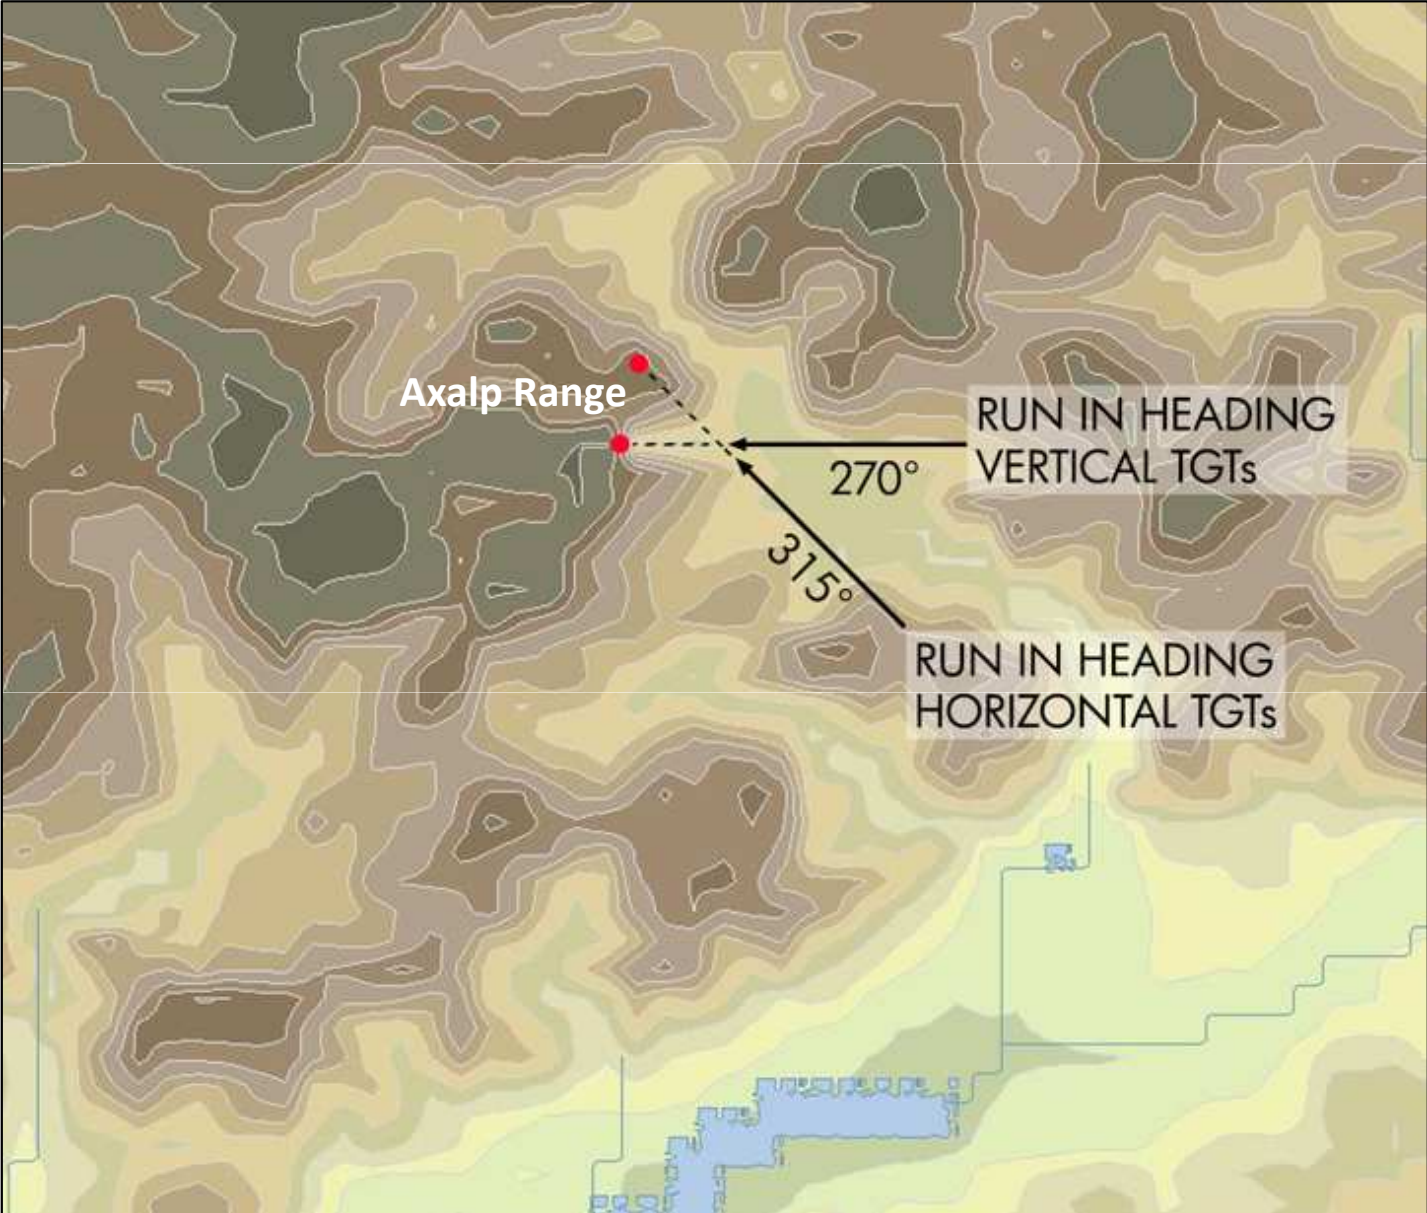 Axalp Range
RUN IN HEADING
VERTICAL TGTs
270°
315°
RUN IN HEADING
HORIZONTAL TGTs